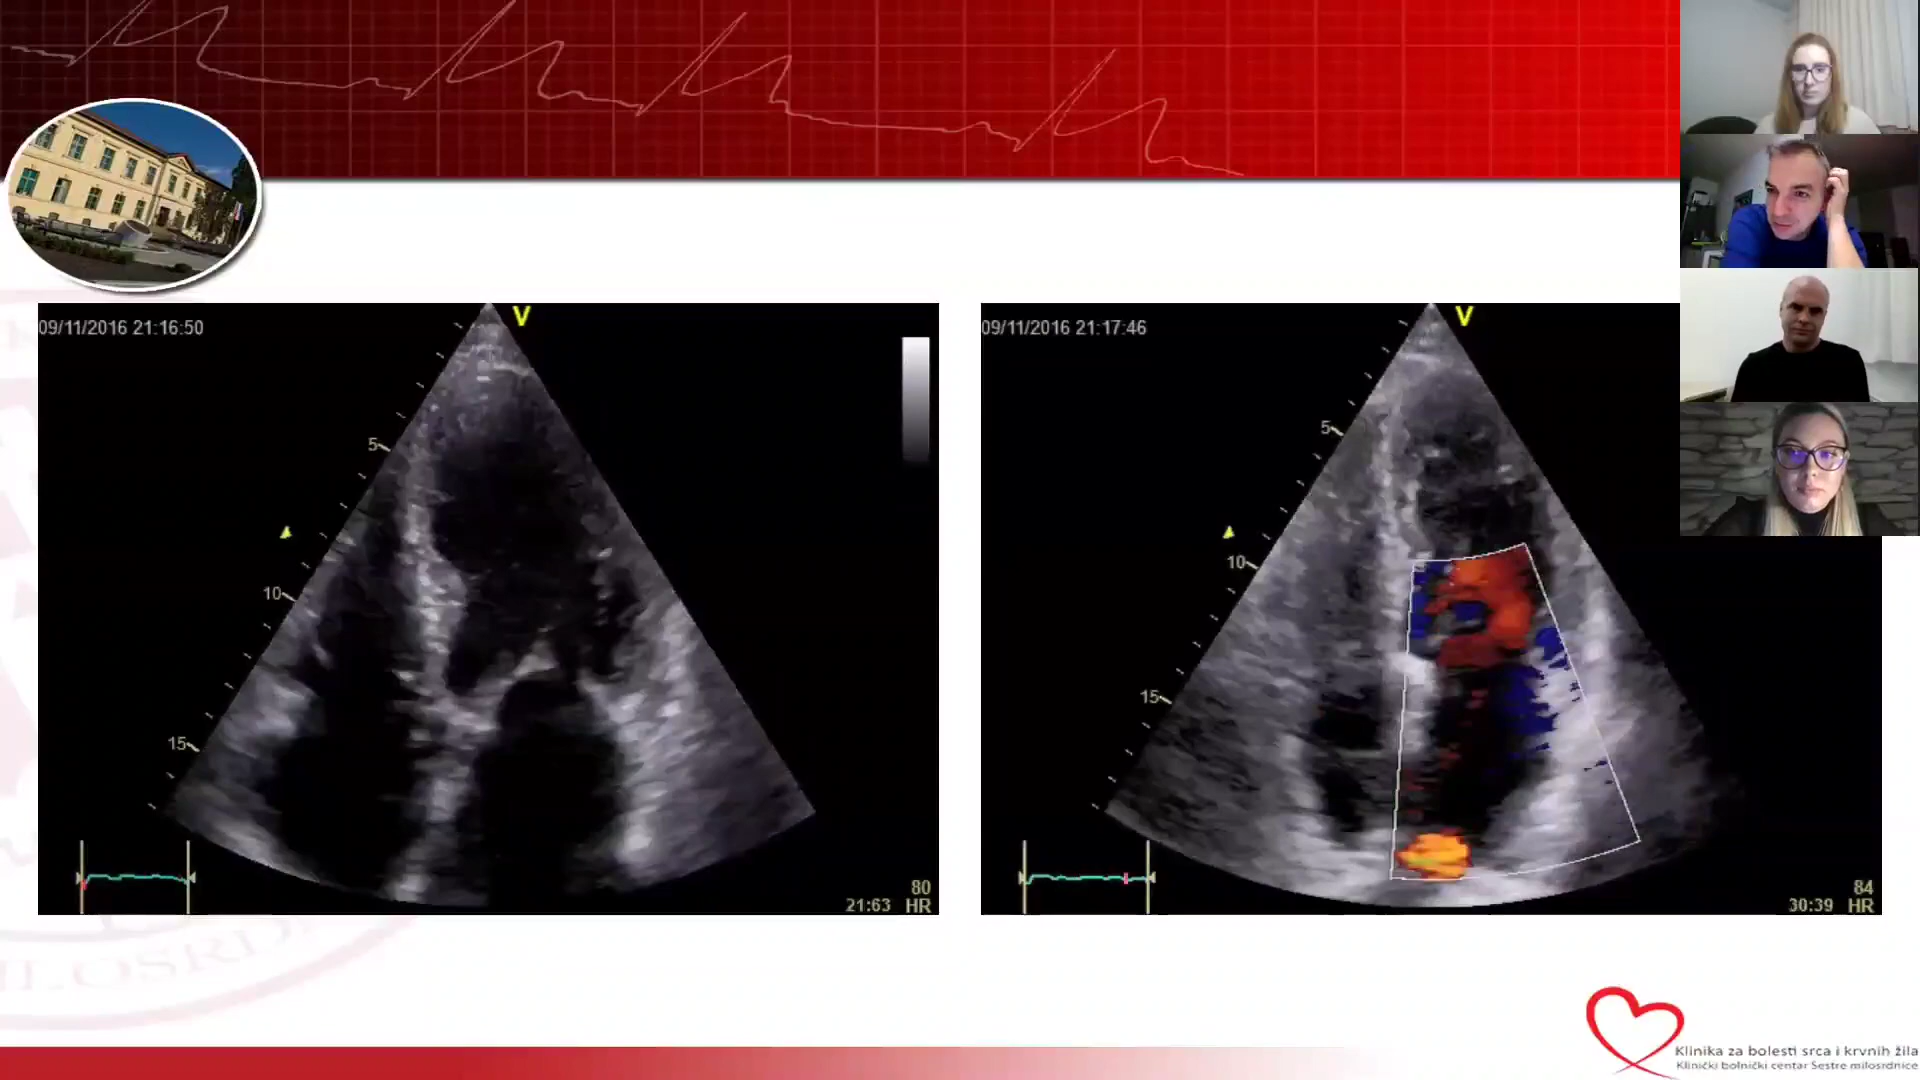 09/11/2016 21:16:50
V
5
10
15
80
21:63 HR
09/11/2016 21:17:46
V
5
10
15
84
30:39 HR
ILOSRD
Klinika za bolesti srca i krvnih žila
Klinički bolnički centar Sestre milosrdnice